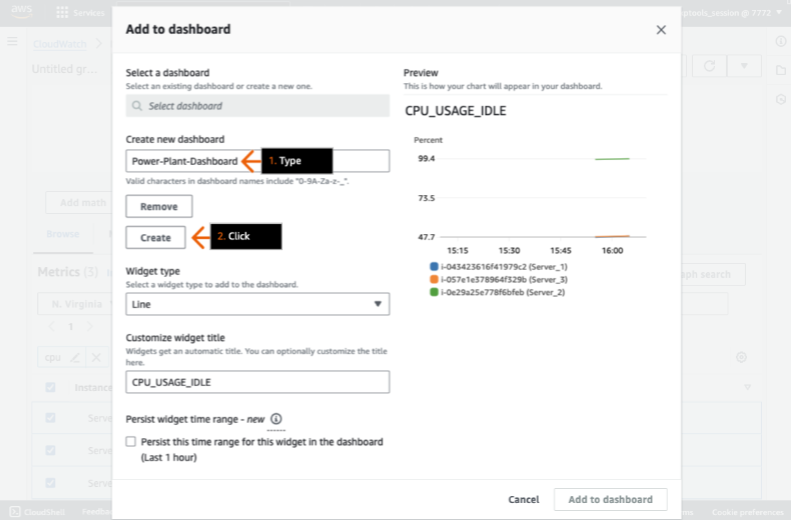 aws
Services
ptools_session @ 7772
CloudWatch
Untitled gr...
Add math
Browse
Metrics (3)
ph search
N. Virginia
1
cpu
Instance
Serve
Serve
Serve
CloudShell
Feedba
ms
Cookie preferences
Add to dashboard
Select a dashboard
Select an existing dashboard or create a new one.
Select dashboard
Create new dashboard
Power-Plant-Dashboard
1. Type
Valid characters in dashboard names include "0-9A-Za-z-_".
Remove
Create
2. Click
Widget type
Select a widget type to add to the dashboard.
Line
Customize widget title
Widgets get an automatic title. You can optionally customize the title
here.
CPU_USAGE_IDLE
Persist widget time range - new
Persist this time range for this widget in the dashboard
(Last 1 hour)
Preview
This is how your chart will appear in your dashboard.
CPU_USAGE_IDLE
Percent
99.4
73.5
47.7
15:15 15:30 15:45 16:00
i-043423616f41979c2 (Server_1)
i-057e1e378964f329b (Server_3)
i-0e29a25e778f6bfeb (Server_2)
Cancel
Add to dashboard